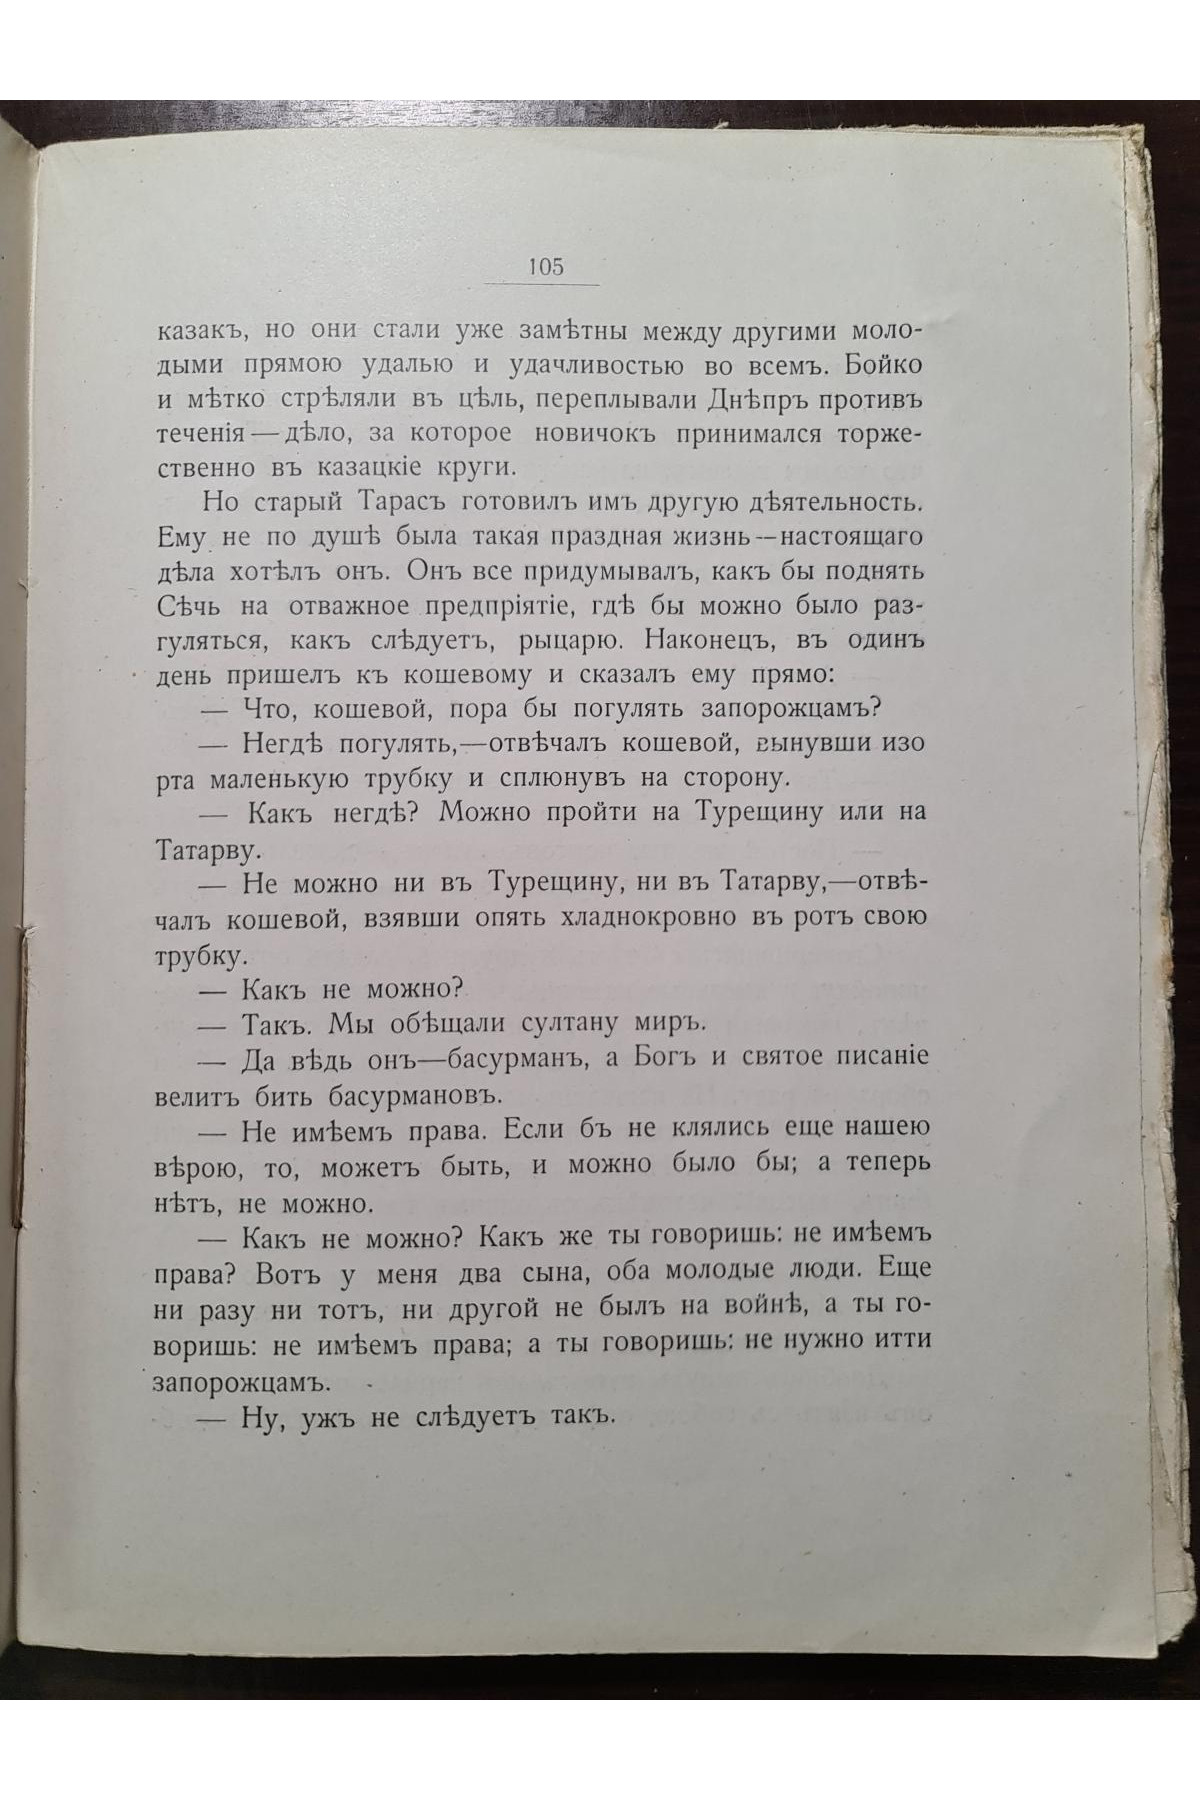 105
казакъ, но они стали уже замѣтны между другими моло-
дыми прямою удалью и удачливостью во всемъ. Бойко
и мѣтко стрѣляли въ цѣль, переплывали Днѣпръ противъ
теченія — дѣло, за которое новичокъ принимался торже-
ственно въ казацкіе круги.
Но старый Тарасъ готовилъ имъ другую дѣятельность.
Ему не по душѣ была такая праздная жизнь — настоящаго
дѣла хотѣлъ онъ. Онъ все придумывалъ, какъ бы поднять
Сѣчь на отважное предпріятіе, гдѣ бы можно было раз-
гуляться, какъ слѣдуетъ, рыцарю. Наконецъ, въ одинъ
день пришелъ къ кошевому и сказалъ ему прямо:
— Что, кошевой, пора бы погулять запорожцамъ?
— Негдѣ погулять,—отвѣчалъ кошевой, вынувши изо
рта маленькую трубку и сплюнувъ на сторону.
— Какъ негдѣ? Можно пройти на Турещину или на
Татарву.
— Не можно ни въ Турещину, ни въ Татарву,—отвѣ-
чалъ кошевой, взявши опять хладнокровно въ ротъ свою
трубку.
— Какъ не можно?
— Такъ. Мы обѣщали султану миръ.
— Да вѣдь онъ—басурманъ, а Богъ и святое писаніе
велитъ бить басурмановъ.
— Не имѣемъ права. Если бъ не клялись еще нашею
вѣрою, то, можетъ быть, и можно было бы; а теперь
нѣтъ, не можно.
— Какъ не можно? Какъ же ты говоришь: не имѣемъ
права? Вотъ у меня два сына, оба молодые люди. Еще
ни разу ни тотъ, ни другой не былъ на войнѣ, а ты го-
воришь: не имѣемъ права; а ты говоришь: не нужно итти
запорожцамъ.
— Ну, ужъ не слѣдуетъ такъ.